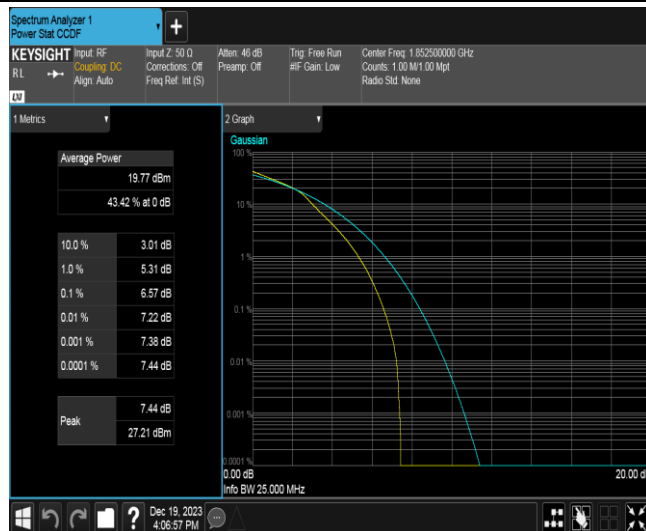 Spectrum Analyzer 1
Power Stat CCDF
+
KEYSIGHT
RL
LXI
Input: RF
Coupling: DC
Align: Auto
Input Z: 50 Ω
Corrections: Off
Freq Ref: Int (S)
Atten: 46 dB
Preamp: Off
Trig: Free Run
#IF Gain: Low
Center Freq: 1.852500000 GHz
Counts: 1.00 M/1.00 Mpt
Radio Std: None
1 Metrics
Average Power
19.77 dBm
43.42 % at 0 dB
10.0 % 3.01 dB
1.0 % 5.31 dB
0.1 % 6.57 dB
0.01 % 7.22 dB
0.001 % 7.38 dB
0.0001 % 7.44 dB
Peak
7.44 dB
27.21 dBm
2 Graph
Gaussian
100 %
10 %
1 %
0.1 %
0.01 %
0.001 %
0.0001 %
0.00 dB
20.00 d
Info BW 25.000 MHz
?
Dec 19, 2023
4:06:57 PM